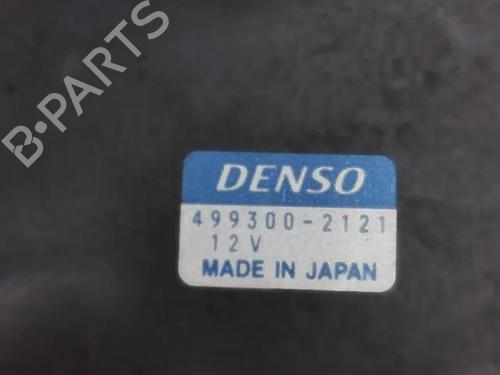 B-PARTS
DENSO
499300-2121
12V
MADE IN JAPAN